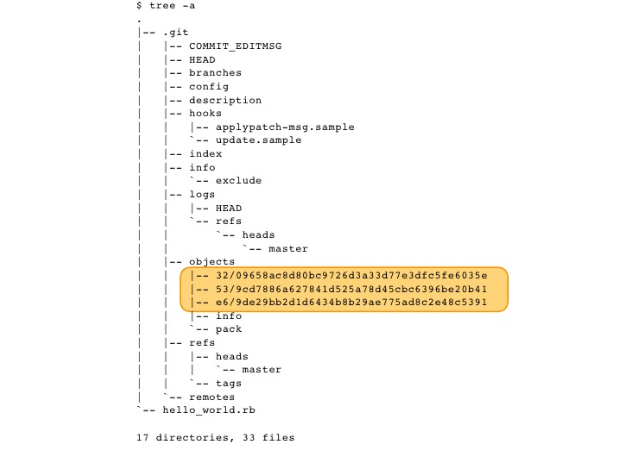 $ tree -a
.
|-- .git
|   |-- COMMIT_EDITMSG
|   |-- HEAD
|   |-- branches
|   |-- config
|   |-- description
|   |-- hooks
|   |   |-- applypatch-msg.sample
|   |   `-- update.sample
|   |-- index
|   |-- info
|   |   `-- exclude
|   |-- logs
|   |   |-- HEAD
|   |   `-- refs
|   |       `-- heads
|   |           `-- master
|   |-- objects
|   |   |-- 32/09658ac8d80bc9726d3a33d77e3dfc5fe6035e
|   |   |-- 53/9cd7886a627841d525a78d45cbc6396be20b41
|   |   |-- e6/9de29bb2d1d6434b8b29ae775ad8c2e48c5391
|   |   |-- info
|   |   `-- pack
|   |-- refs
|   |   |-- heads
|   |   |   `-- master
|   |   `-- tags
|   `-- remotes
`-- hello_world.rb
17 directories, 33 files